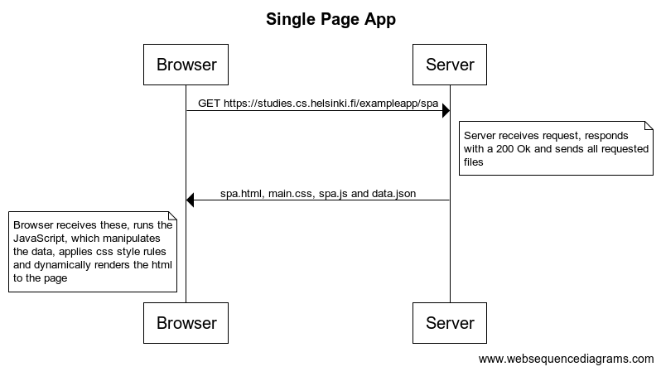 Single Page App
Browser
Server
GET https://studies.cs.helsinki.fi/exampleapp/spa
Server receives request, responds
with a 200 Ok and sends all requested
files
spa.html, main.css, spa.js and data.json
Browser receives these, runs the
JavaScript, which manipulates
the data, applies css style rules
and dynamically renders the html
to the page
Browser
Server
www.websequencediagrams.com